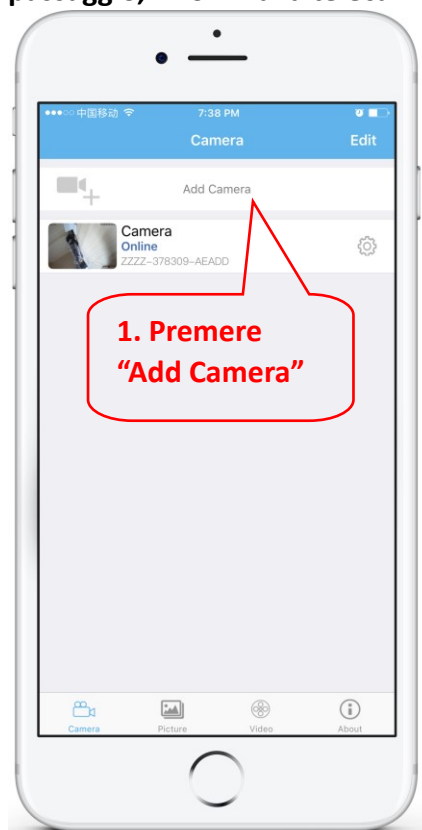 中国移动 7:38 PM
Camera Edit
Add Camera
Camera
Online
ZZZZ-378309-AEADD
1. Premere
“Add Camera”
Camera Picture Video About